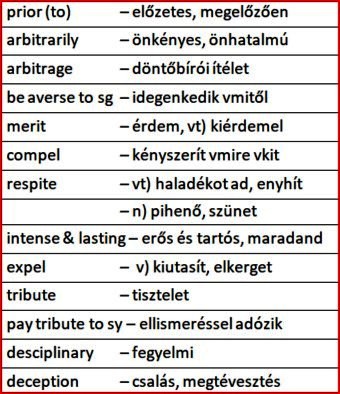 prior (to) – előzetes, megelőzően
arbitrarily – önkényes, önhatalmú
arbitrage – döntőbírói ítélet
be averse to sg – idegenkedik vmitől
merit – érdem, vt) kiérdemel
compel – kényszerít vmire vkit
respite – vt) haladékot ad, enyhít
– n) pihenő, szünet
intense & lasting – erős és tartós, maradand
expel – v) kiutasít, elkerget
tribute – tisztelet
pay tribute to sy – ellismeréssel adózik
desciplinary – fegyelmi
deception – csalás, megtévesztés